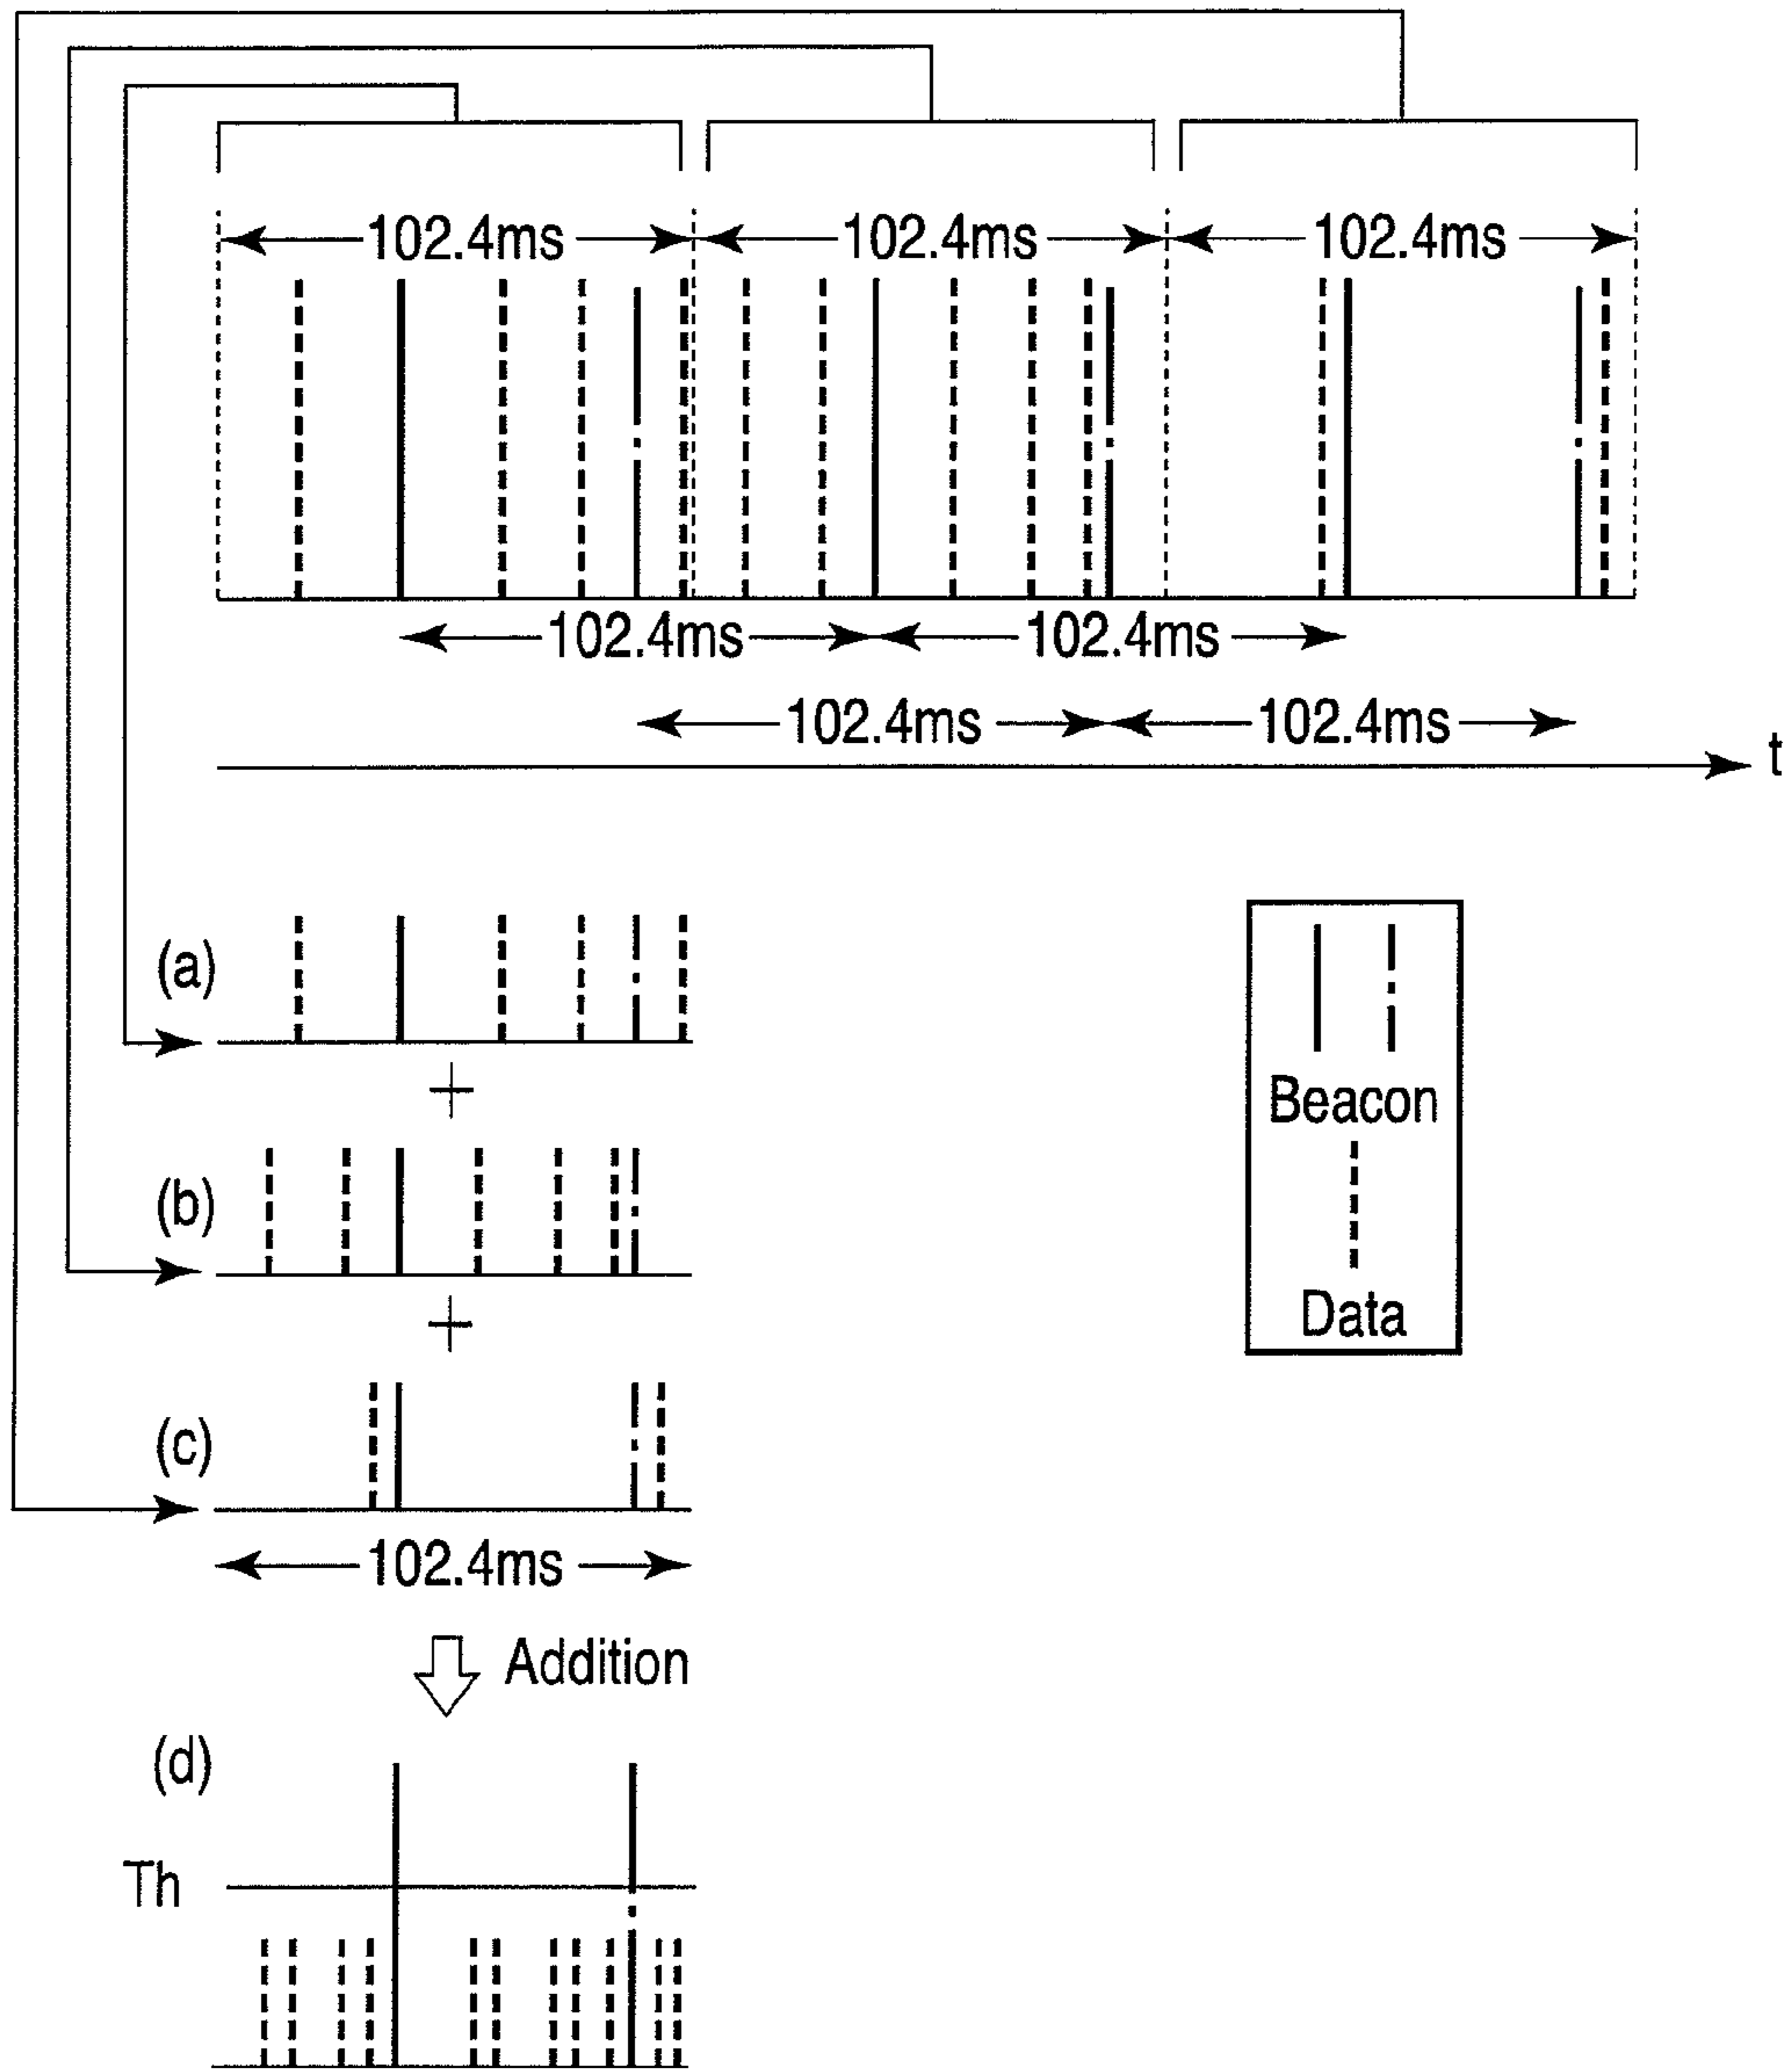 102.4ms 102.4ms 102.4ms
102.4ms 102.4ms
102.4ms 102.4ms
t
(a)
+
(b)
+
(c)
102.4ms
Addition
(d)
Th
Beacon
Data